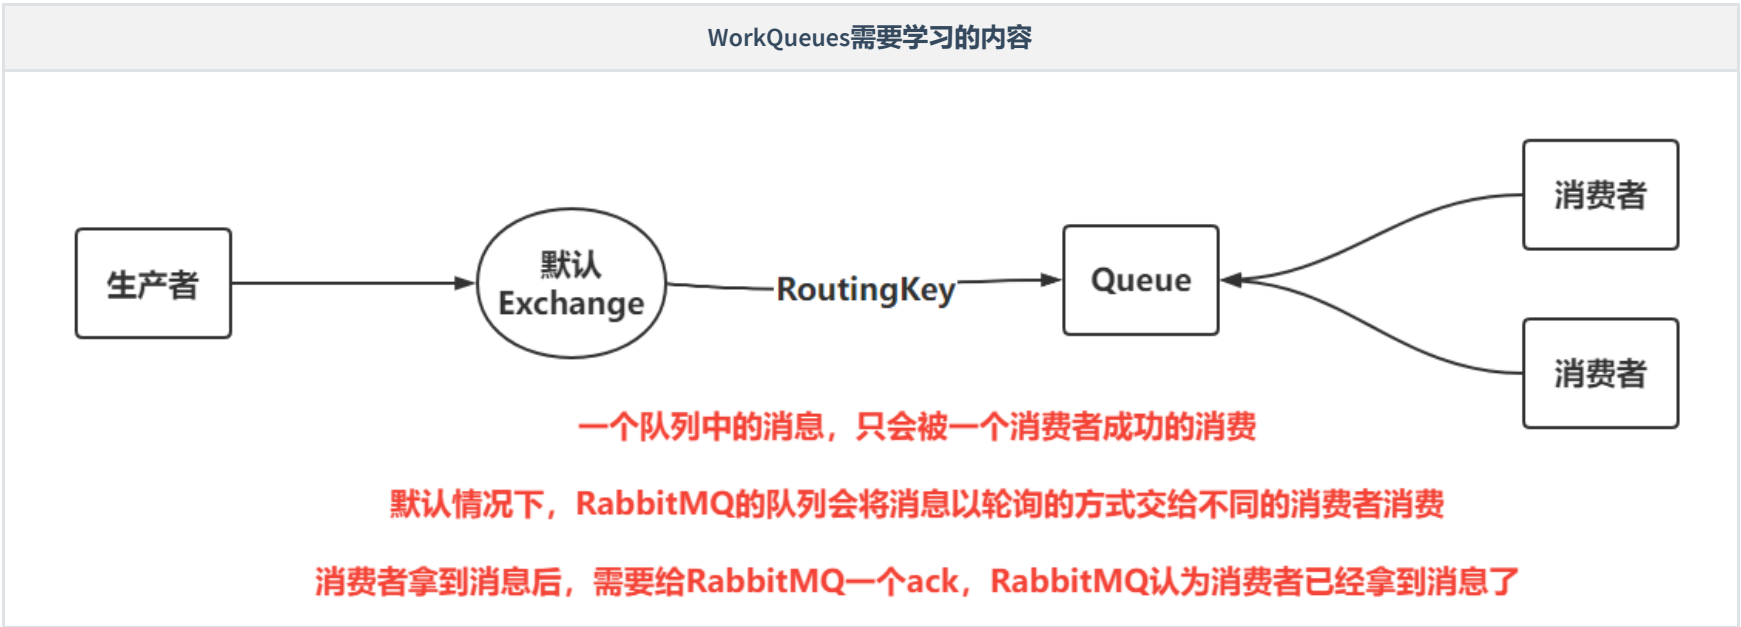 WorkQueues需要学习的内容
生产者
默认
Exchange
RoutingKey
Queue
消费者
消费者
一个队列中的消息，只会被一个消费者成功的消费
默认情况下，RabbitMQ的队列会将消息以轮询的方式交给不同的消费者消费
消费者拿到消息后，需要给RabbitMQ一个ack，RabbitMQ认为消费者已经拿到消息了